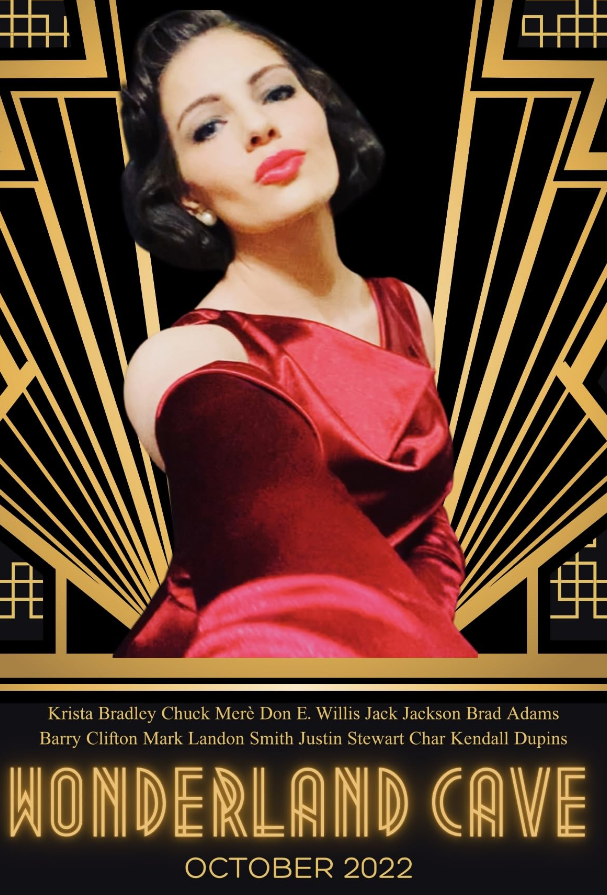 Krista Bradley Chuck Merè Don E. Willis Jack Jackson Brad Adams
Barry Clifton Mark Landon Smith Justin Stewart Char Kendall Dupins
WONDERLAND CAVE
OCTOBER 2022